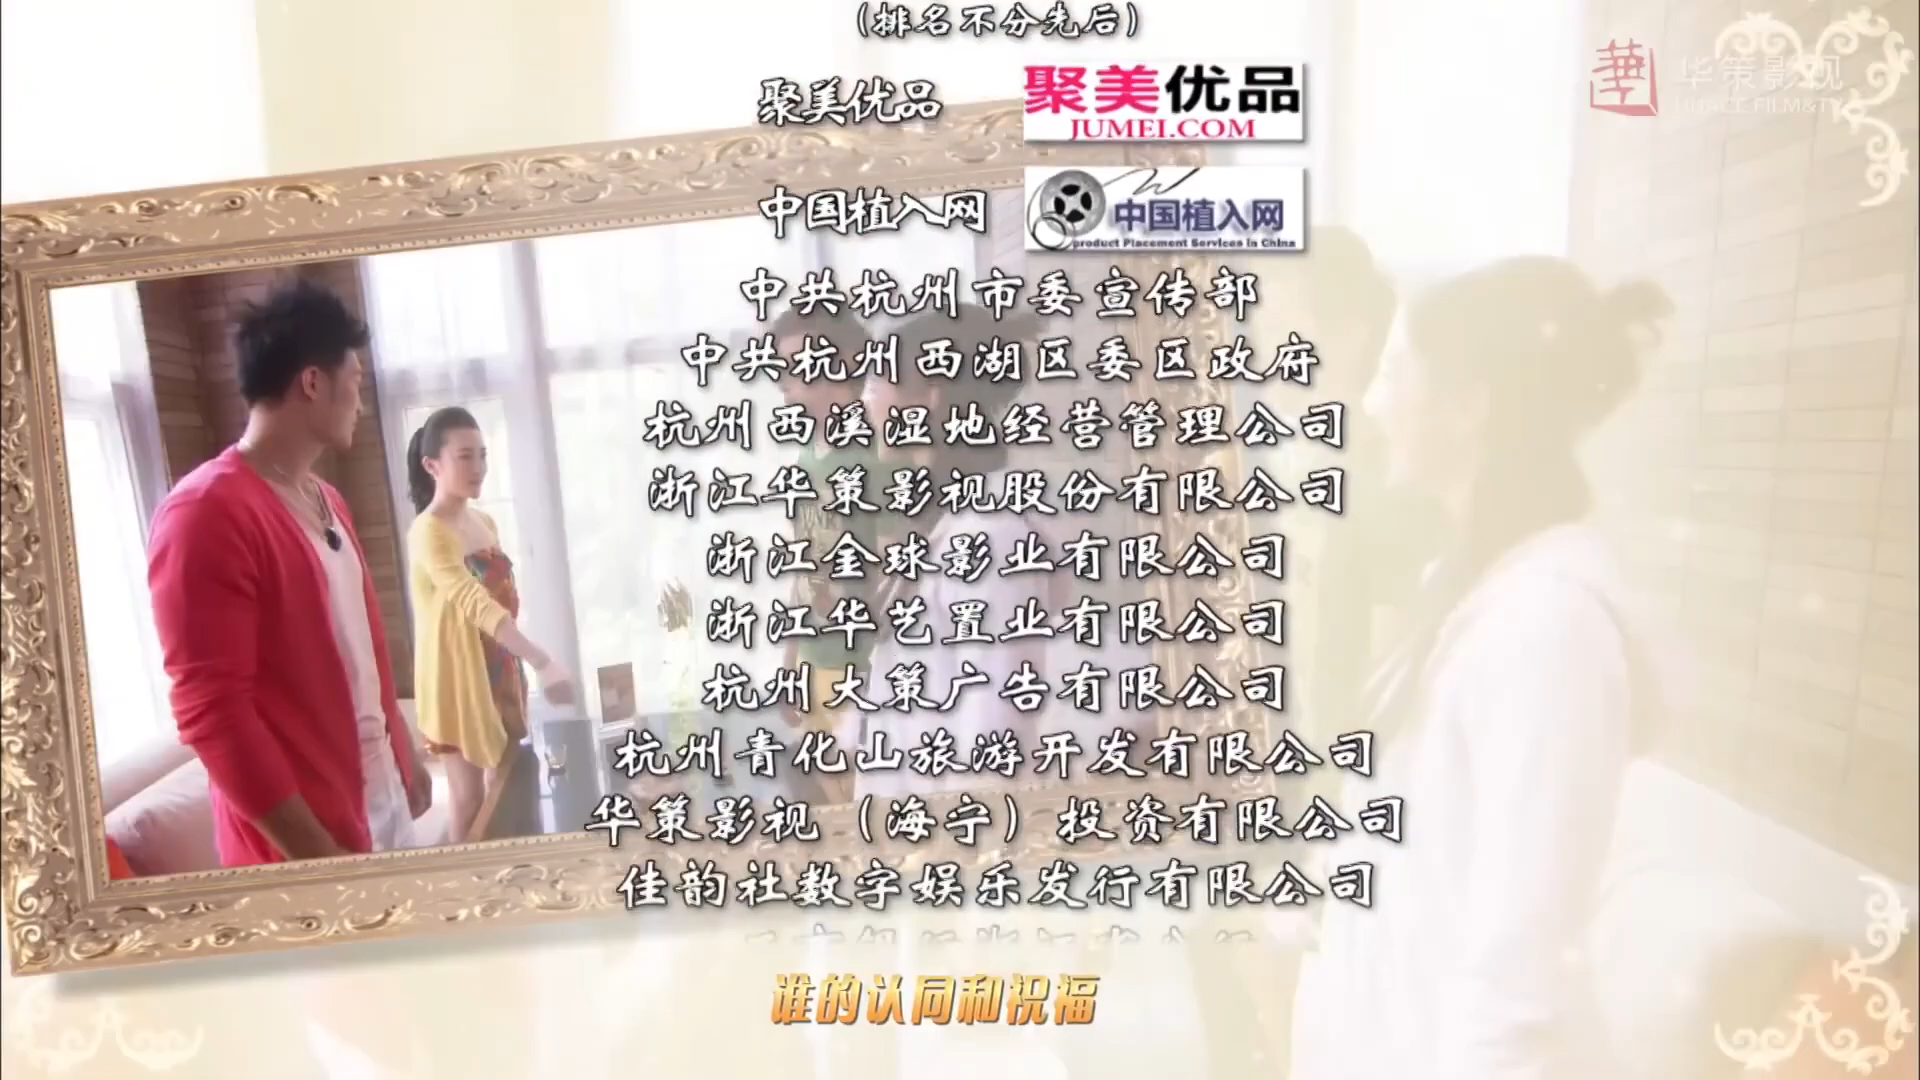 （排名不分先后）
華 华策影视
HUACE FILM&TV
聚美优品 聚美优品
JUMEI.COM
中国植入网 中国植入网
product Placement Services in China
中共杭州市委宣传部
中共杭州西湖区委区政府
杭州西溪湿地经营管理公司
浙江华策影视股份有限公司
浙江金球影业有限公司
浙江华艺置业有限公司
杭州大策广告有限公司
杭州青化山旅游开发有限公司
华策影视（海宁）投资有限公司
佳韵社数字娱乐发行有限公司
谁的认同和祝福